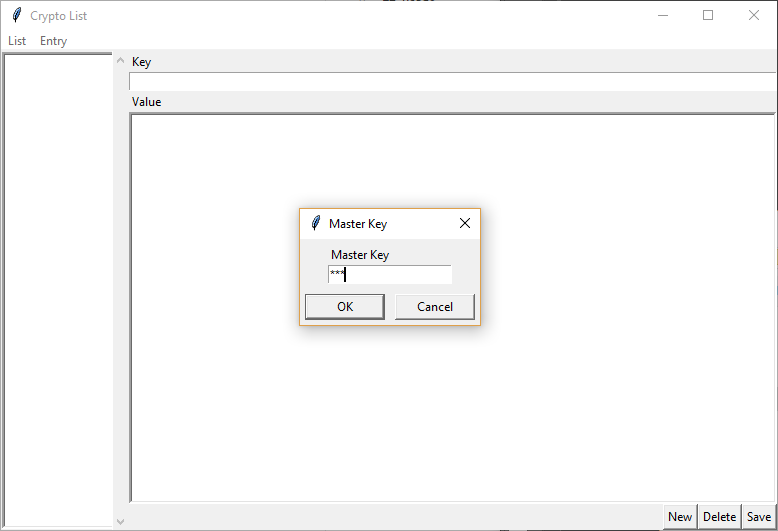 Crypto List
List Entry
Key
Value
Master Key
Master Key
***
OK Cancel
New Delete Save